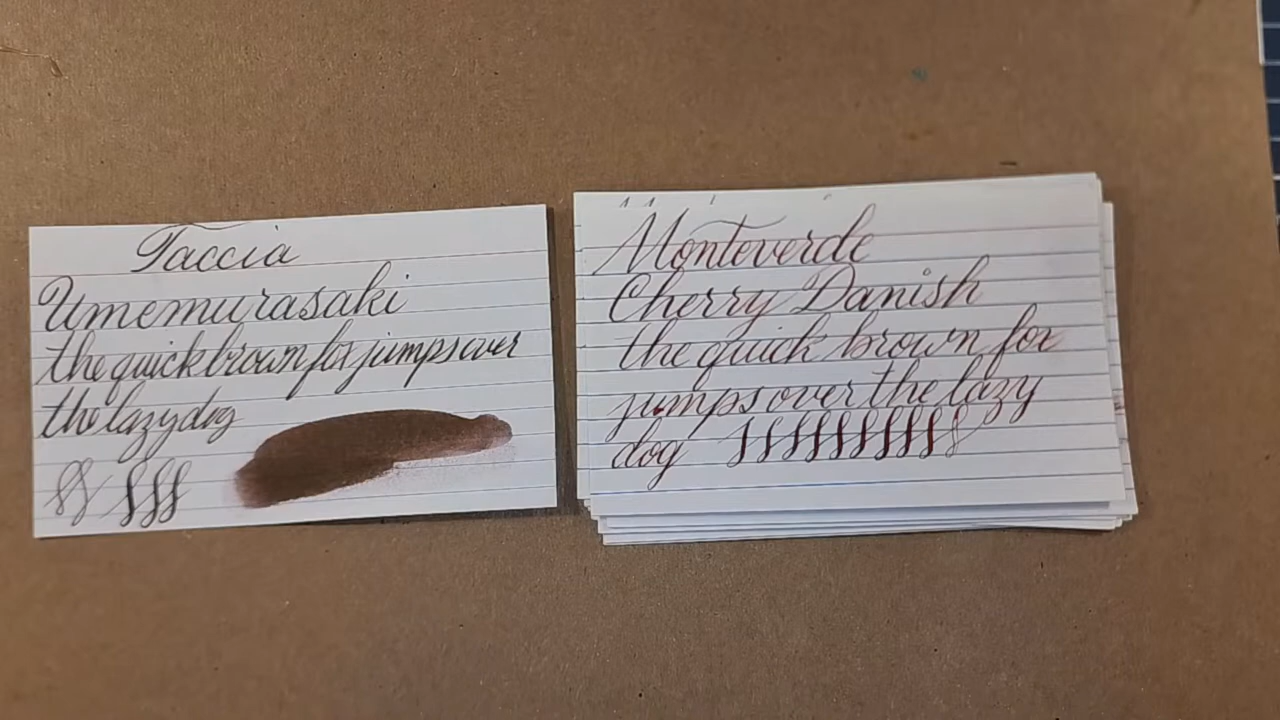 Taccia
Umemurasaki
the quick brown fox jumps over
the lazy dog
Monteverde
Cherry Danish
the quick brown fox
jumps over the lazy
dog